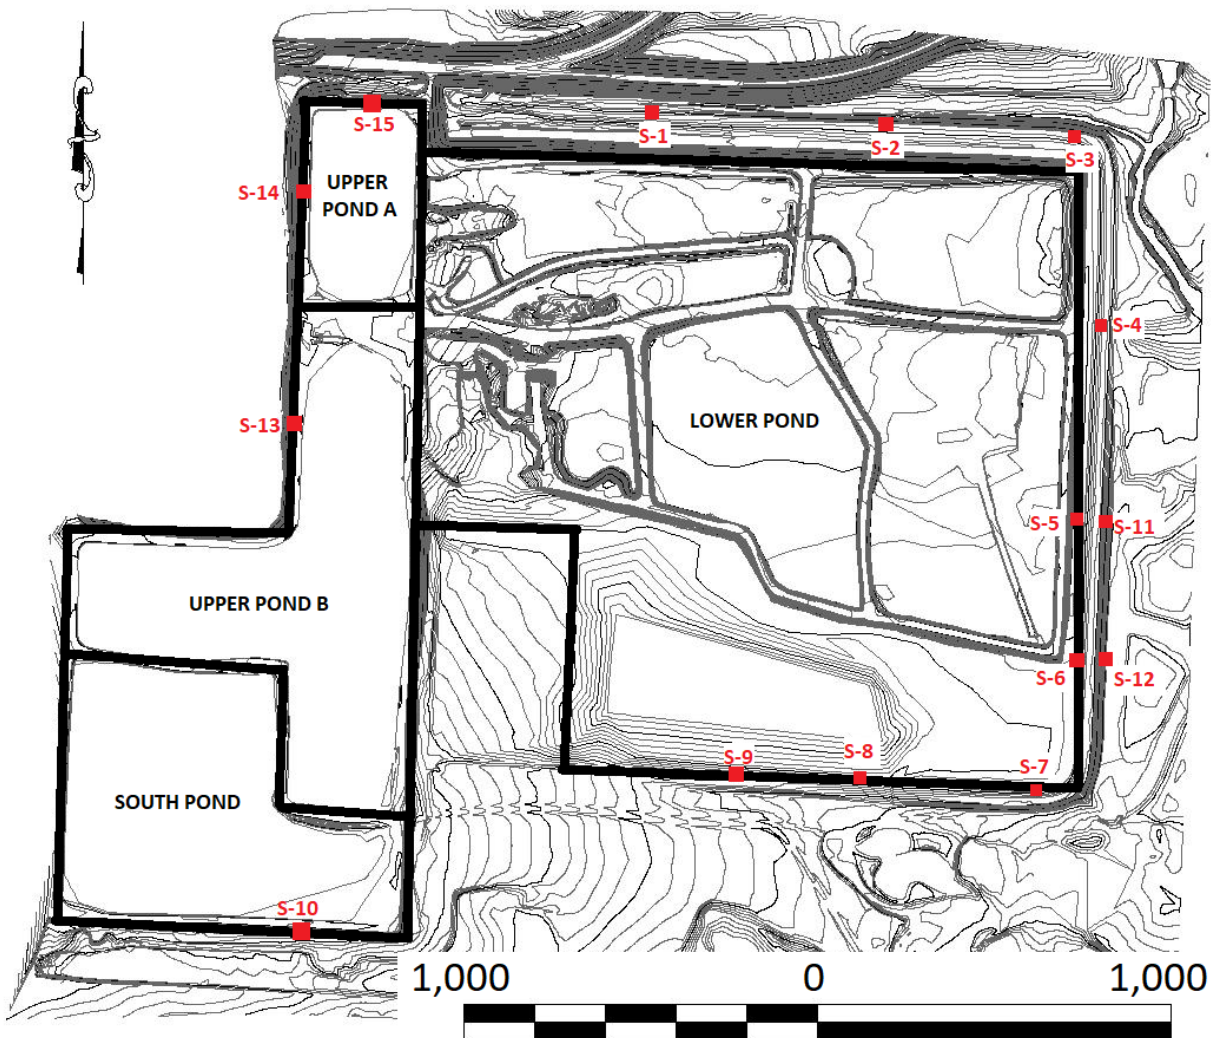 S-15
S-1
S-2
S-3
S-14
UPPER
POND A
S-4
S-13
LOWER POND
S-5
S-11
UPPER POND B
S-6
S-12
S-9
S-8
S-7
SOUTH POND
S-10
1,000
0
1,000